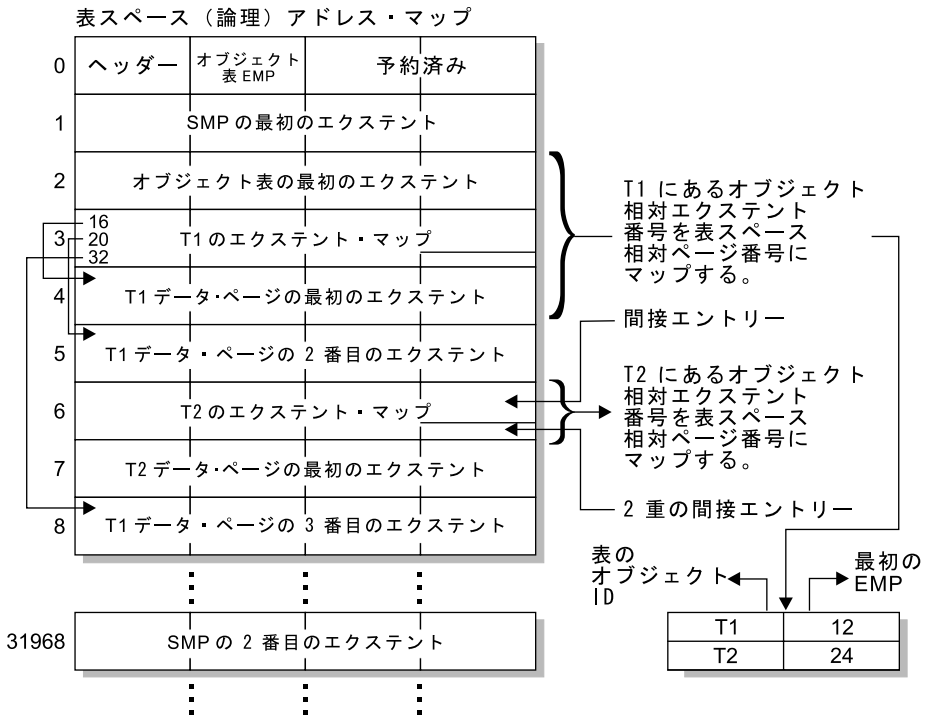 表スペース（論理）アドレス・マップ
0
ヘッダー
オブジェクト
表 EMP
予約済み
1
SMP の最初のエクステント
2
オブジェクト表の最初のエクステント
3
16
20
32
T1 のエクステント・マップ
4
T1 データ・ページの最初のエクステント
5
T1 データ・ページの 2 番目のエクステント
6
T2 のエクステント・マップ
7
T2 データ・ページの最初のエクステント
8
T1 データ・ページの 3 番目のエクステント
31968
SMP の 2 番目のエクステント
T1 にあるオブジェクト
相対エクステント
番号を表スペース
相対ページ番号に
マップする。
間接エントリー
T2 にあるオブジェクト
相対エクステント
番号を表スペース
相対ページ番号に
マップする。
2 重の間接エントリー
表の
オブジェクト
ID
最初の
EMP
T1 12
T2 24